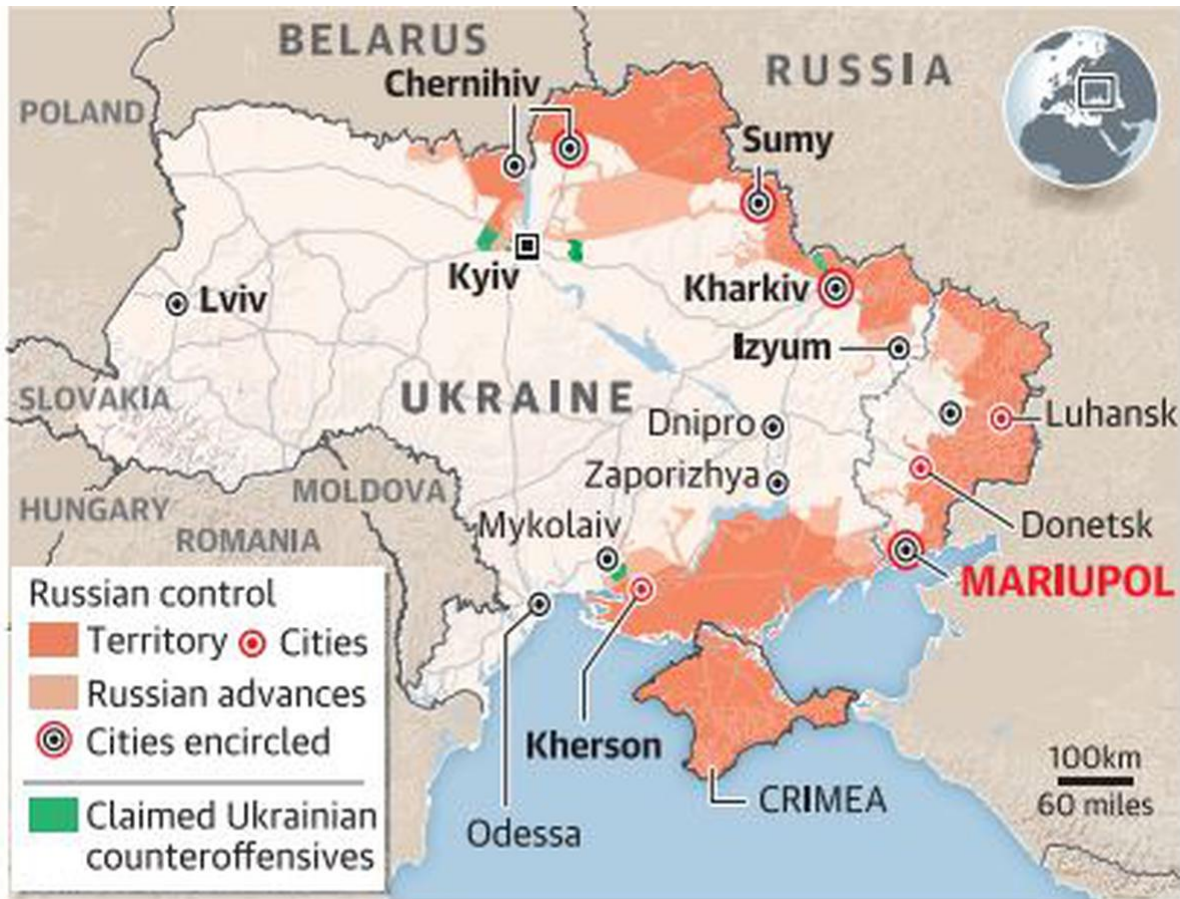 BELARUS
RUSSIA
Chernihiv
POLAND
Sumy
Kyiv
Kharkiv
Lviv
Izyum
SLOVAKIA
UKRAINE
Dnipro
Luhansk
Zaporizhya
MOLDOVA
HUNGARY
Mykolaiv
Donetsk
ROMANIA
MARIUPOL
Russian control
Territory
Cities
Russian advances
Cities encircled
Kherson
100km
60 miles
CRIMEA
Claimed Ukrainian
counteroffensives
Odessa